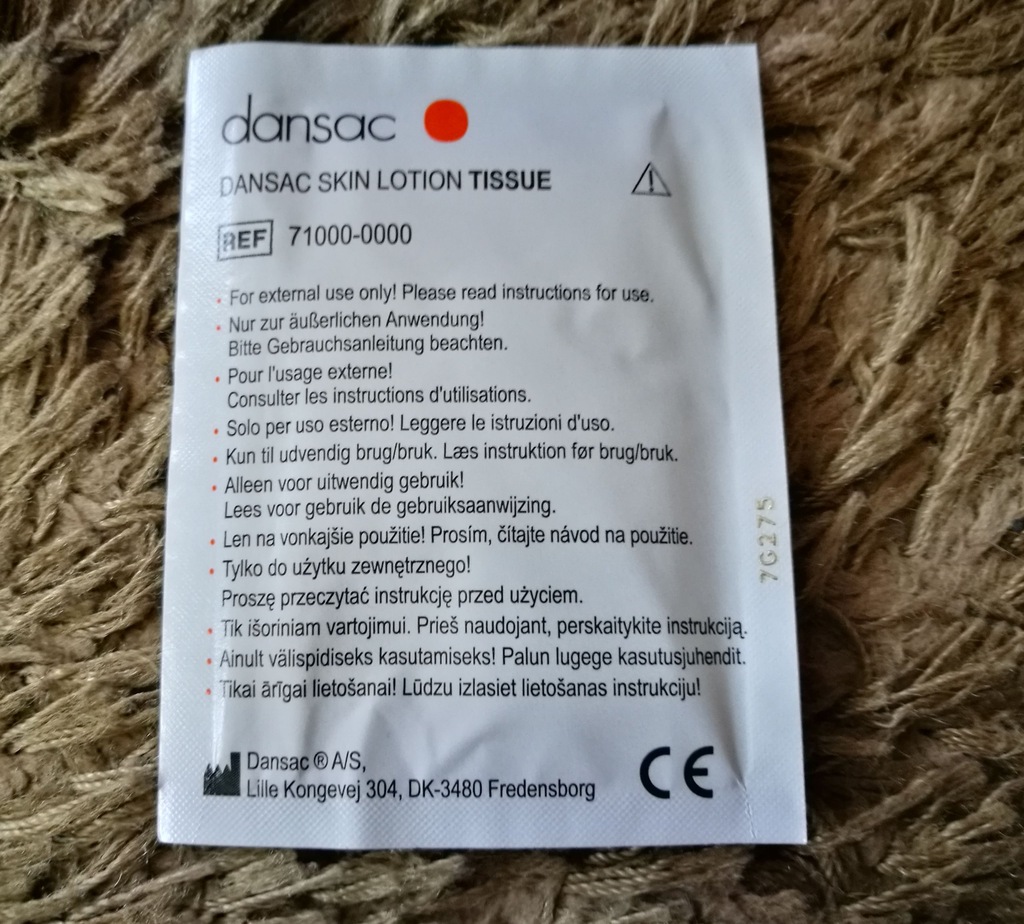 dansac
DANSAC SKIN LOTION TISSUE
REF 71000-0000
· For external use only! Please read instructions for use.
· Nur zur äußerlichen Anwendung!
Bitte Gebrauchsanleitung beachten.
· Pour l'usage externe!
Consulter les instructions d'utilisations.
· Solo per uso esterno! Leggere le istruzioni d'uso.
· Kun til udvendig brug/bruk. Læs instruktion før brug/bruk.
· Alleen voor uitwendig gebruik!
Lees voor gebruik de gebruiksaanwijzing.
· Len na vonkajšie použitie! Prosím, čítajte návod na použitie.
· Tylko do użytku zewnętrznego!
Proszę przeczytać instrukcję przed użyciem.
· Tik išoriniam vartojimui. Prieš naudojant, perskaitykite instrukciją.
· Ainult välispidiseks kasutamiseks! Palun lugege kasutusjuhendit.
· Tikai ārīgai lietošanai! Lūdzu izlasiet lietošanas instrukciju!
Dansac ® A/S,
Lille Kongevej 304, DK-3480 Fredensborg
CE
7G275